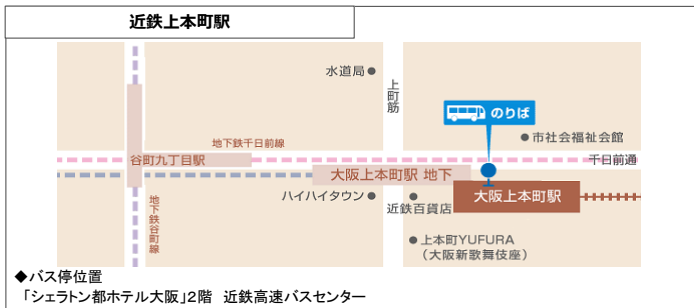 近鉄上本町駅
水道局
上町筋
のりば
市社会福祉会館
地下鉄千日前線
谷町九丁目駅
千日前通
大阪上本町駅 地下
ハイハイタウン
近鉄百貨店
大阪上本町駅
地下鉄谷町線
上本町YUFURA
(大阪新歌舞伎座)
◆バス停位置
「シェラトン都ホテル大阪」2階 近鉄高速バスセンター